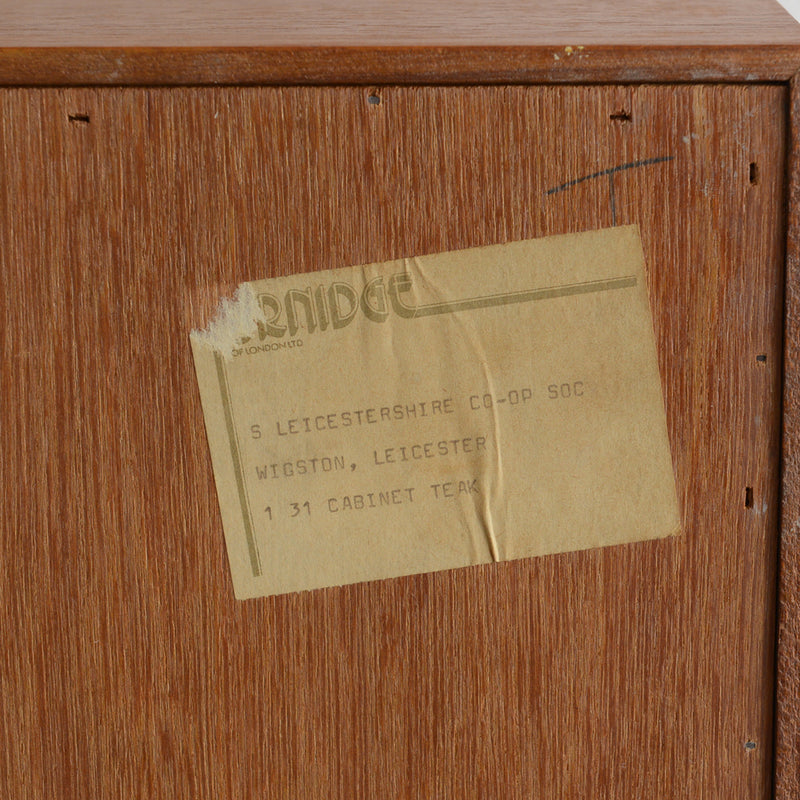 RNIDGE
OF LONDON LTD
S LEICESTERSHIRE CO-OP SOC
WIGSTON, LEICESTER
1 31 CABINET TEAK